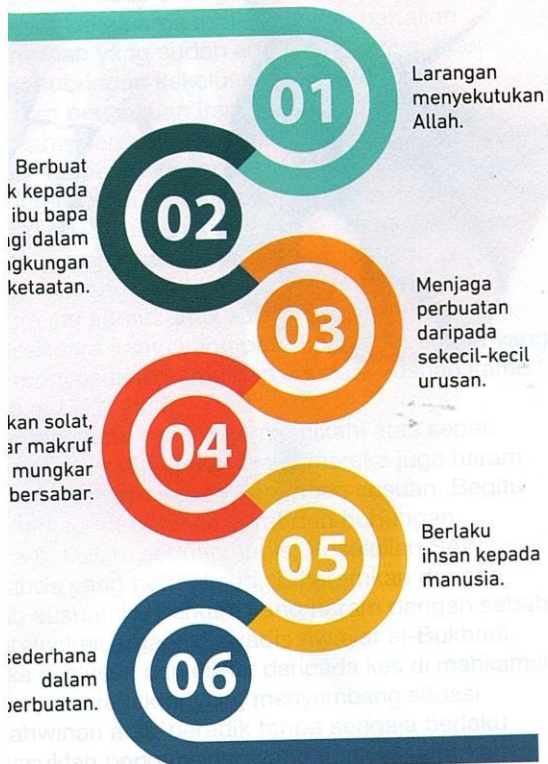 01
Larangan
menyekutukan
Allah.
Berbuat
k kepada
ibu bapa
gi dalam
ngkungan
ketaatan.
02
03
Menjaga
perbuatan
daripada
sekecil-kecil
urusan.
kan solat,
ar makruf
mungkar
bersabar.
04
05
Berlaku
ihsan kepada
manusia.
sederhan
dalam
perbuatan.
06